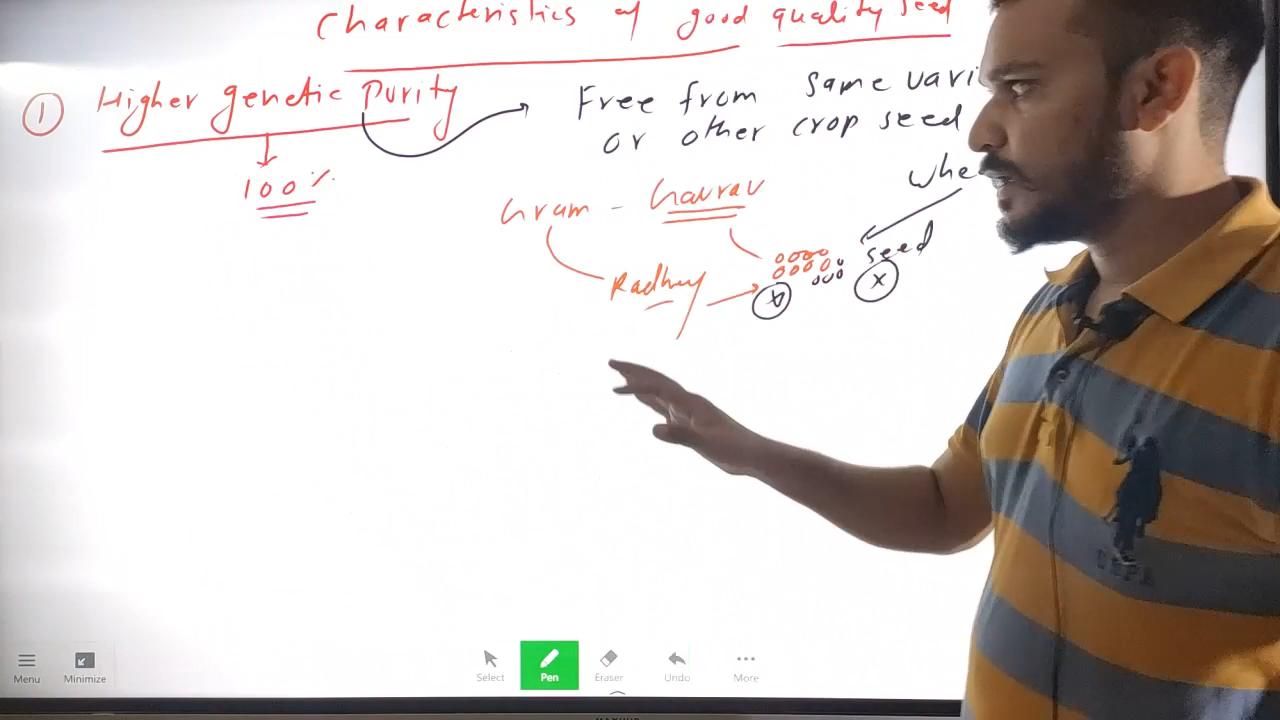 Characteristics of good quality seed
① Higher genetic purity
Free from same vari
or other crop seed
100%
Gram - Gaurav
Whe
seed
Radhey
x
Menu
Minimize
Select
Pen
Eraser
Undo
More